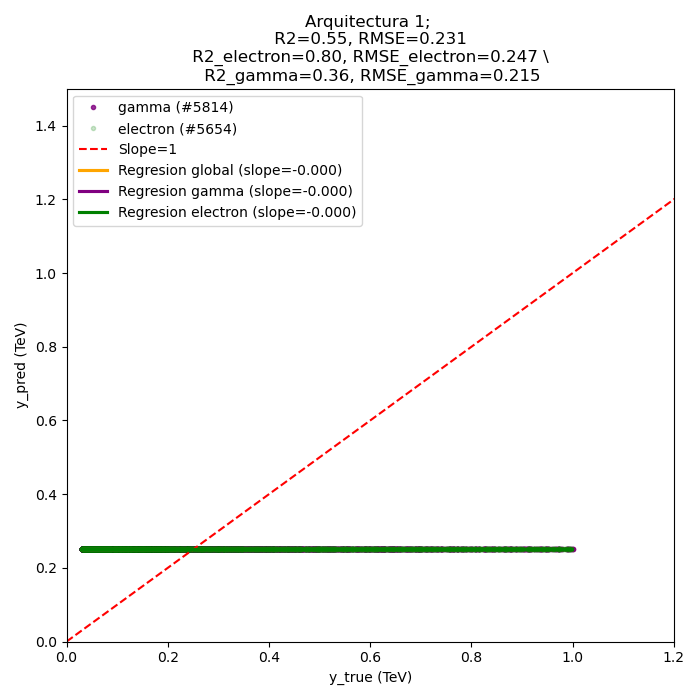 Arquitectura 1;
R2=0.55, RMSE=0.231
R2_electron=0.80, RMSE_electron=0.247 \
R2_gamma=0.36, RMSE_gamma=0.215
gamma (#5814)
electron (#5654)
Slope=1
Regresion global (slope=-0.000)
Regresion gamma (slope=-0.000)
Regresion electron (slope=-0.000)
y_pred (TeV)
1.4
1.2
1.0
0.8
0.6
0.4
0.2
0.0
0.0 0.2 0.4 0.6 0.8 1.0 1.2
y_true (TeV)